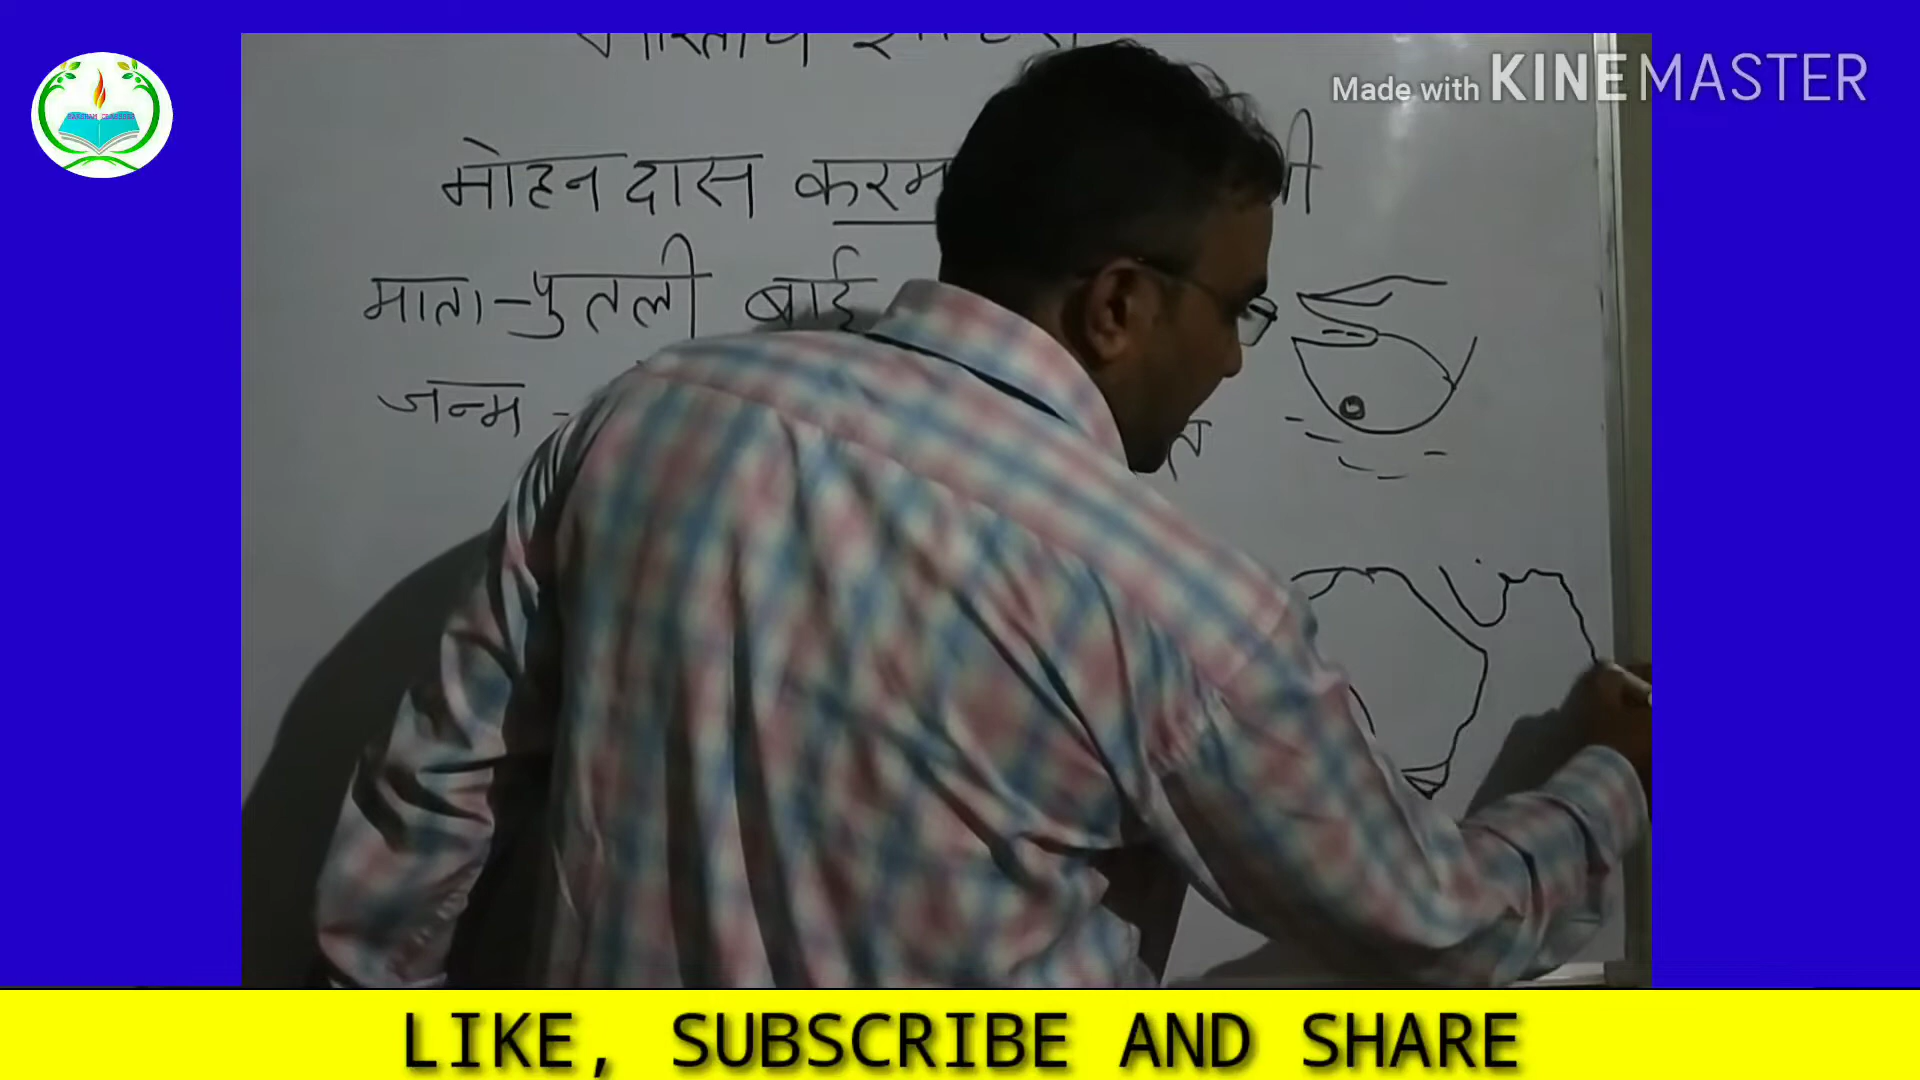 Made with KINEMASTER
मोहन दास करम
माता - पुतली बाई
जन्म -
LIKE, SUBSCRIBE AND SHARE